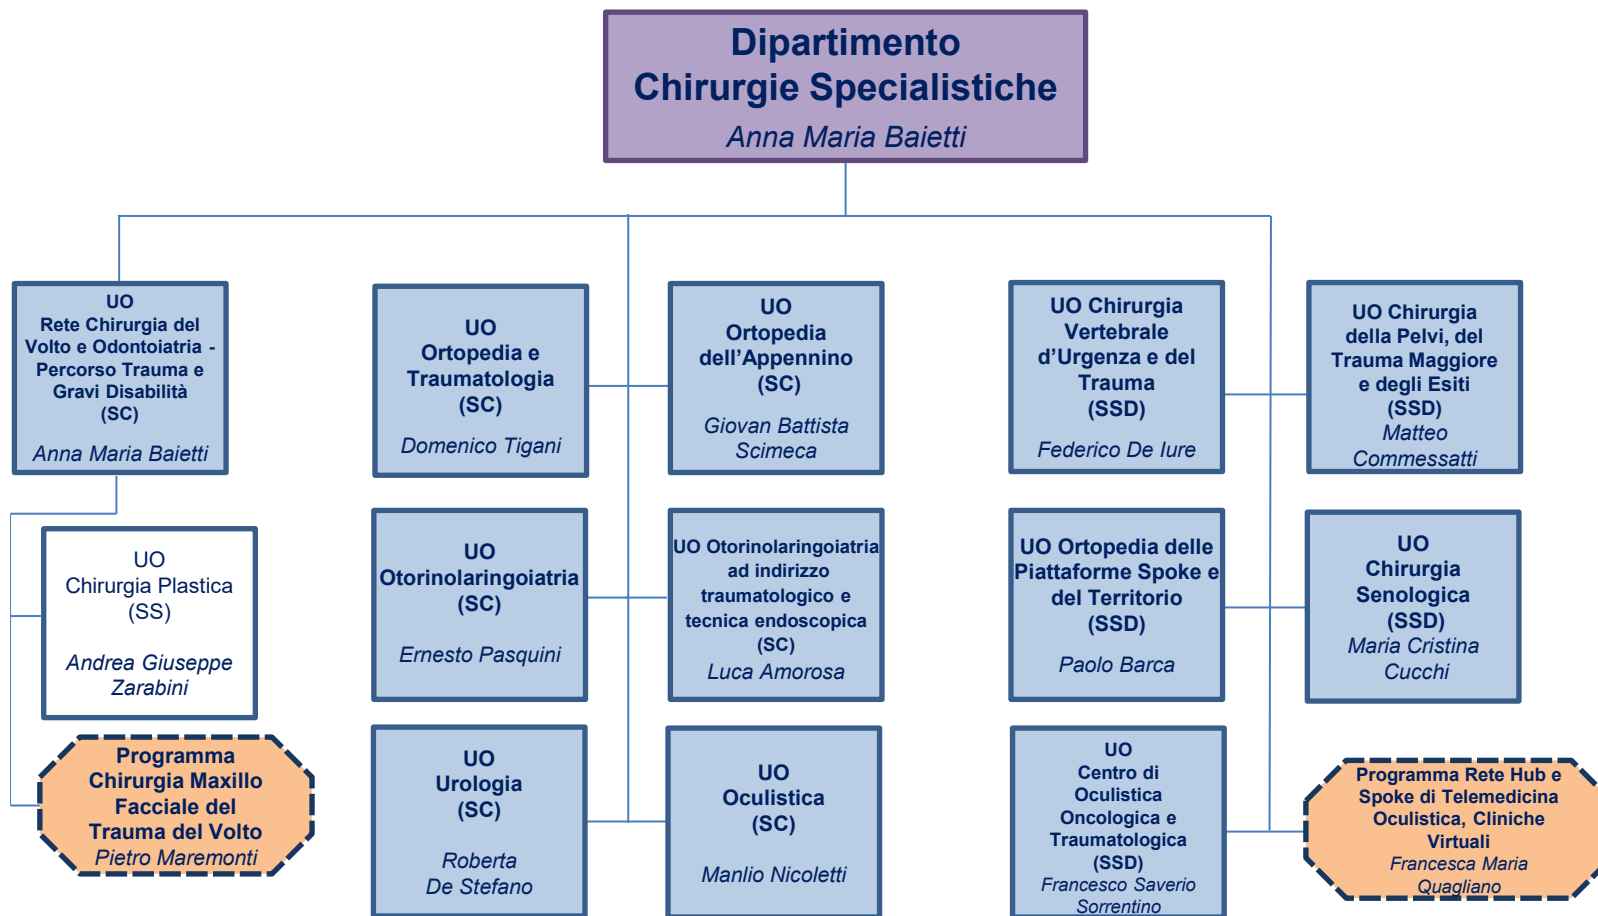 Dipartimento
Chirurgie Specialistiche
Anna Maria Baietti
UO
Rete Chirurgia del
Volto e Odontoiatria -
Percorso Trauma e
Gravi Disabilità
(SC)
Anna Maria Baietti
UO
Ortopedia e
Traumatologia
(SC)
Domenico Tigani
UO
Ortopedia
dell'Appennino
(SC)
Giovan Battista
Scimeca
UO Chirurgia
Vertebrale
d'Urgenza e del
Trauma
(SSD)
Federico De Iure
UO Chirurgia
della Pelvi, del
Trauma Maggiore
e degli Esiti
(SSD)
Matteo
Commessatti
UO
Chirurgia Plastica
(SS)
Andrea Giuseppe
Zarabini
UO
Otorinolaringoiatria
(SC)
Ernesto Pasquini
UO Otorinolaringoiatria
ad indirizzo
traumatologico e
tecnica endoscopica
(SC)
Luca Amorosa
UO Ortopedia delle
Piattaforme Spoke e
del Territorio
(SSD)
Paolo Barca
UO
Chirurgia
Senologica
(SSD)
Maria Cristina
Cucchi
Programma
Chirurgia Maxillo
Facciale del
Trauma del Volto
Pietro Maremonti
UO
Urologia
(SC)
Roberta
De Stefano
UO
Oculistica
(SC)
Manlio Nicoletti
UO
Centro di
Oculistica
Oncologica e
Traumatologica
(SSD)
Francesco Saverio
Sorrentino
Programma Rete Hub e
Spoke di Telemedicina
Oculistica, Cliniche
Virtuali
Francesca Maria
Quagliano